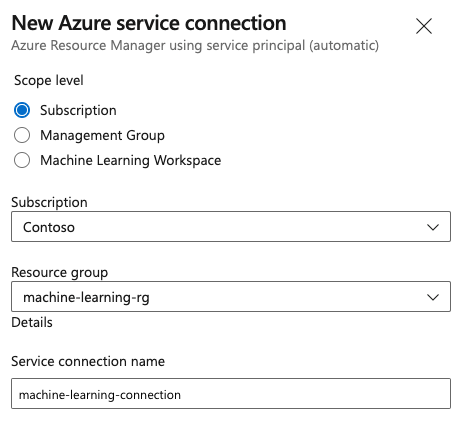 New Azure service connection
Azure Resource Manager using service principal (automatic)
Scope level
Subscription
Management Group
Machine Learning Workspace
Subscription
Contoso
Resource group
machine-learning-rg
Details
Service connection name
machine-learning-connection